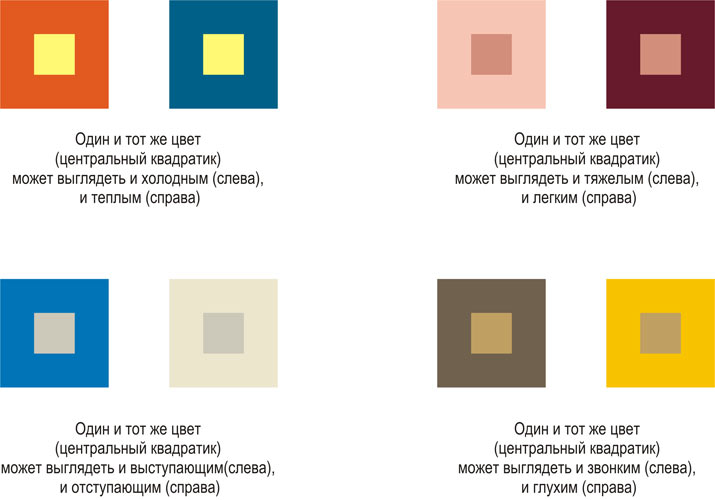 Один и тот же цвет
(центральный квадратик)
может выглядеть и холодным (слева),
и теплым (справа)
Один и тот же цвет
(центральный квадратик)
может выглядеть и тяжелым (слева),
и легким (справа)
Один и тот же цвет
(центральный квадратик)
может выглядеть и выступающим(слева),
и отступающим (справа)
Один и тот же цвет
(центральный квадратик)
может выглядеть и звонким (слева),
и глухим (справа)